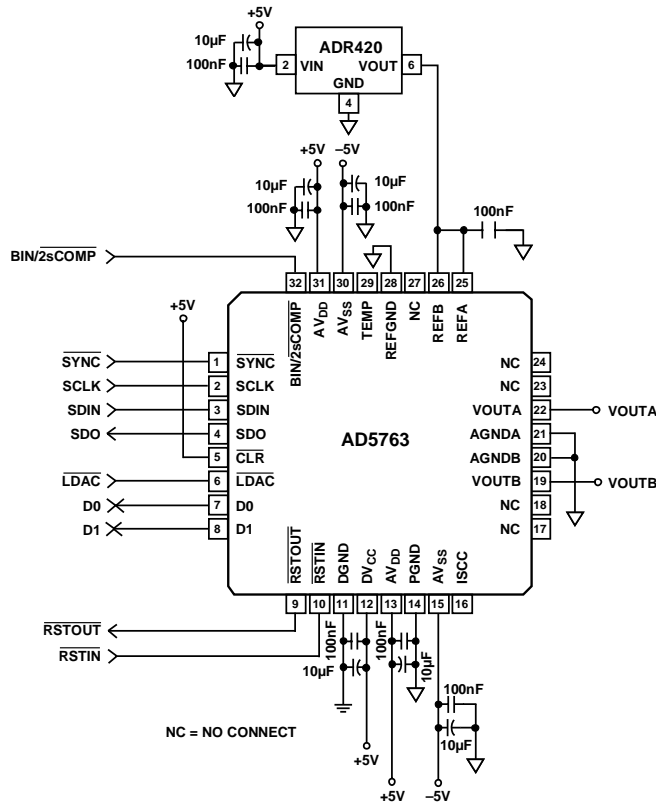 +5V
10µF
ADR420
100nF
2 VIN VOUT 6
GND
4
+5V –5V
10µF 10µF
100nF 100nF
100nF
BIN/2sCOMP
32 31 30 29 28 27 26 25
+5V
BIN/2sCOMP
AVDD
AVSS
TEMP
REFGND
NC
REFB
REFA
SYNC 1 SYNC
SCLK 2 SCLK
SDIN 3 SDIN
SDO 4 SDO
5 CLR
LDAC 6 LDAC
D0 7 D0
D1 8 D1
AD5763
NC 24
NC 23
VOUTA 22 VOUTA
AGNDA 21
AGNDB 20
VOUTB 19 VOUTB
NC 18
NC 17
RSTOUT
RSTIN
DGND
DVCC
AVDD
PGND
AVSS
ISCC
9 10 11 12 13 14 15 16
RSTOUT
RSTIN
100nF
10µF
100nF
10µF
100nF
10µF
NC = NO CONNECT
+5V
+5V –5V